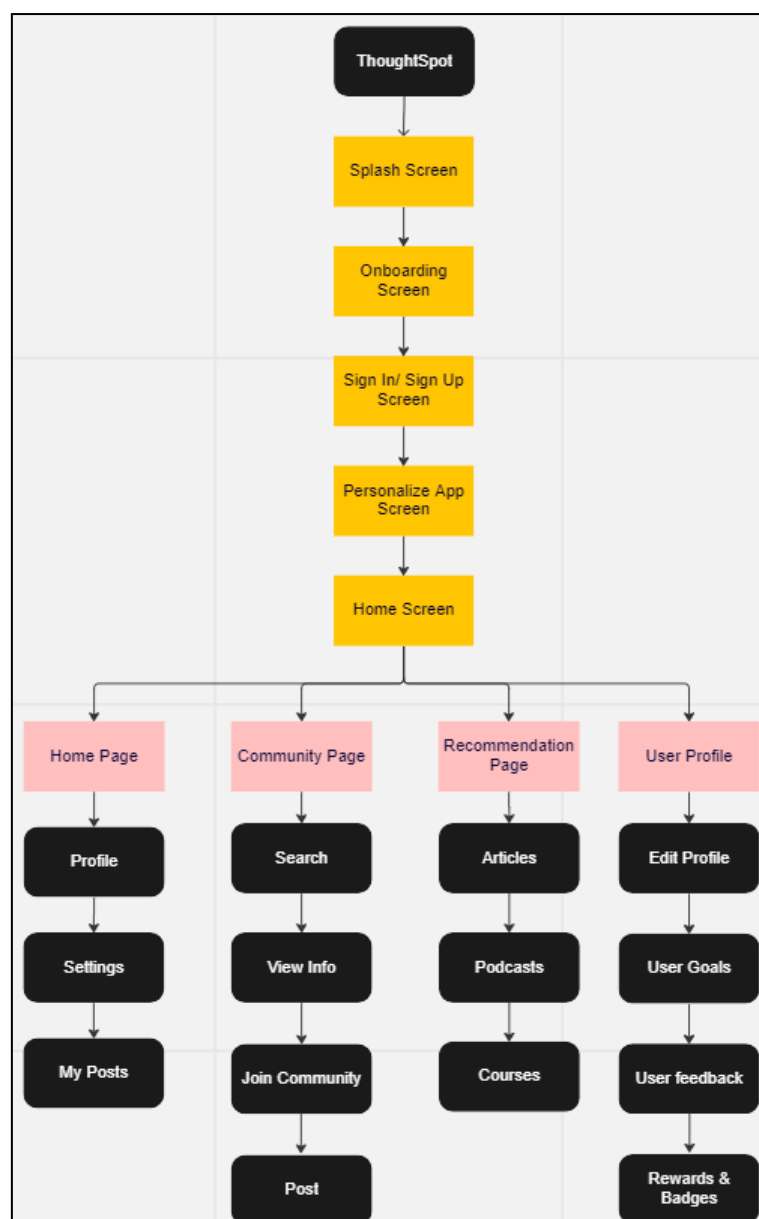 ThoughtSpot
Splash Screen
Onboarding
Screen
Sign In/ Sign Up
Screen
Personalize App
Screen
Home Screen
Home Page
Community Page
Recommendation
Page
User Profile
Profile
Search
Articles
Edit Profile
Settings
View Info
Podcasts
User Goals
My Posts
Join Community
Courses
User feedback
Post
Rewards &
Badges